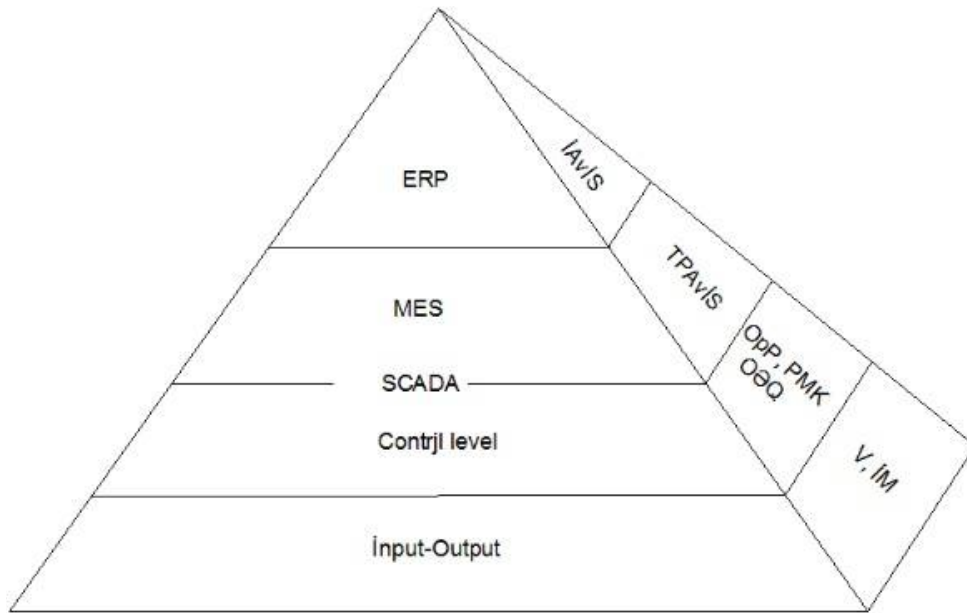 ERP
İAvİS
MES
TPAvİS
SCADA
OpP, PMK
OƏQ
Contrjl level
V, İM
İnput-Output